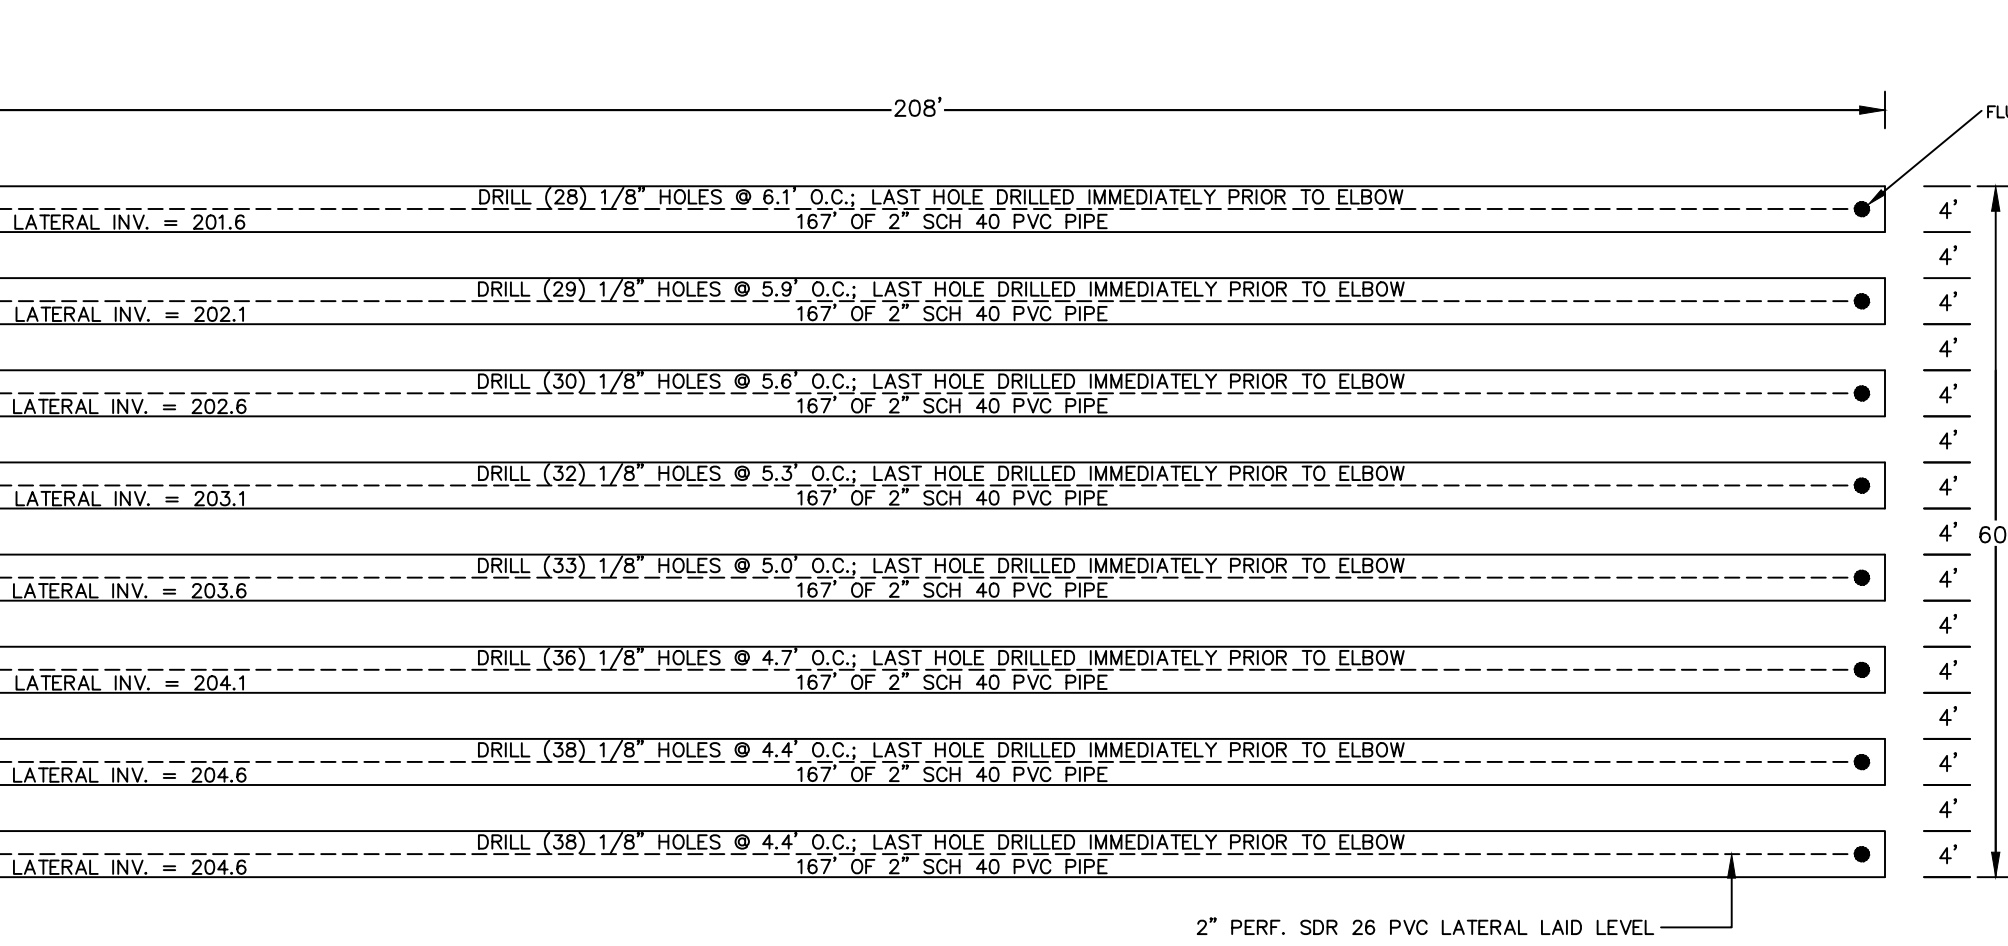 208'
DRILL (28) 1/8" HOLES @ 6.1' O.C.; LAST HOLE DRILLED IMMEDIATELY PRIOR TO ELBOW
4'
LATERAL INV. = 201.6
167' OF 2" SCH 40 PVC PIPE
4'
DRILL (29) 1/8" HOLES @ 5.9' O.C.; LAST HOLE DRILLED IMMEDIATELY PRIOR TO ELBOW
4'
LATERAL INV. = 202.1
167' OF 2" SCH 40 PVC PIPE
4'
DRILL (30) 1/8" HOLES @ 5.6' O.C.; LAST HOLE DRILLED IMMEDIATELY PRIOR TO ELBOW
4'
LATERAL INV. = 202.6
167' OF 2" SCH 40 PVC PIPE
4'
DRILL (32) 1/8" HOLES @ 5.3' O.C.; LAST HOLE DRILLED IMMEDIATELY PRIOR TO ELBOW
4'
LATERAL INV. = 203.1
167' OF 2" SCH 40 PVC PIPE
4'
60
DRILL (33) 1/8" HOLES @ 5.0' O.C.; LAST HOLE DRILLED IMMEDIATELY PRIOR TO ELBOW
4'
LATERAL INV. = 203.6
167' OF 2" SCH 40 PVC PIPE
4'
DRILL (36) 1/8" HOLES @ 4.7' O.C.; LAST HOLE DRILLED IMMEDIATELY PRIOR TO ELBOW
4'
LATERAL INV. = 204.1
167' OF 2" SCH 40 PVC PIPE
4'
DRILL (38) 1/8" HOLES @ 4.4' O.C.; LAST HOLE DRILLED IMMEDIATELY PRIOR TO ELBOW
4'
LATERAL INV. = 204.6
167' OF 2" SCH 40 PVC PIPE
4'
DRILL (38) 1/8" HOLES @ 4.4' O.C.; LAST HOLE DRILLED IMMEDIATELY PRIOR TO ELBOW
4'
LATERAL INV. = 204.6
167' OF 2" SCH 40 PVC PIPE
2" PERF. SDR 26 PVC LATERAL LAID LEVEL